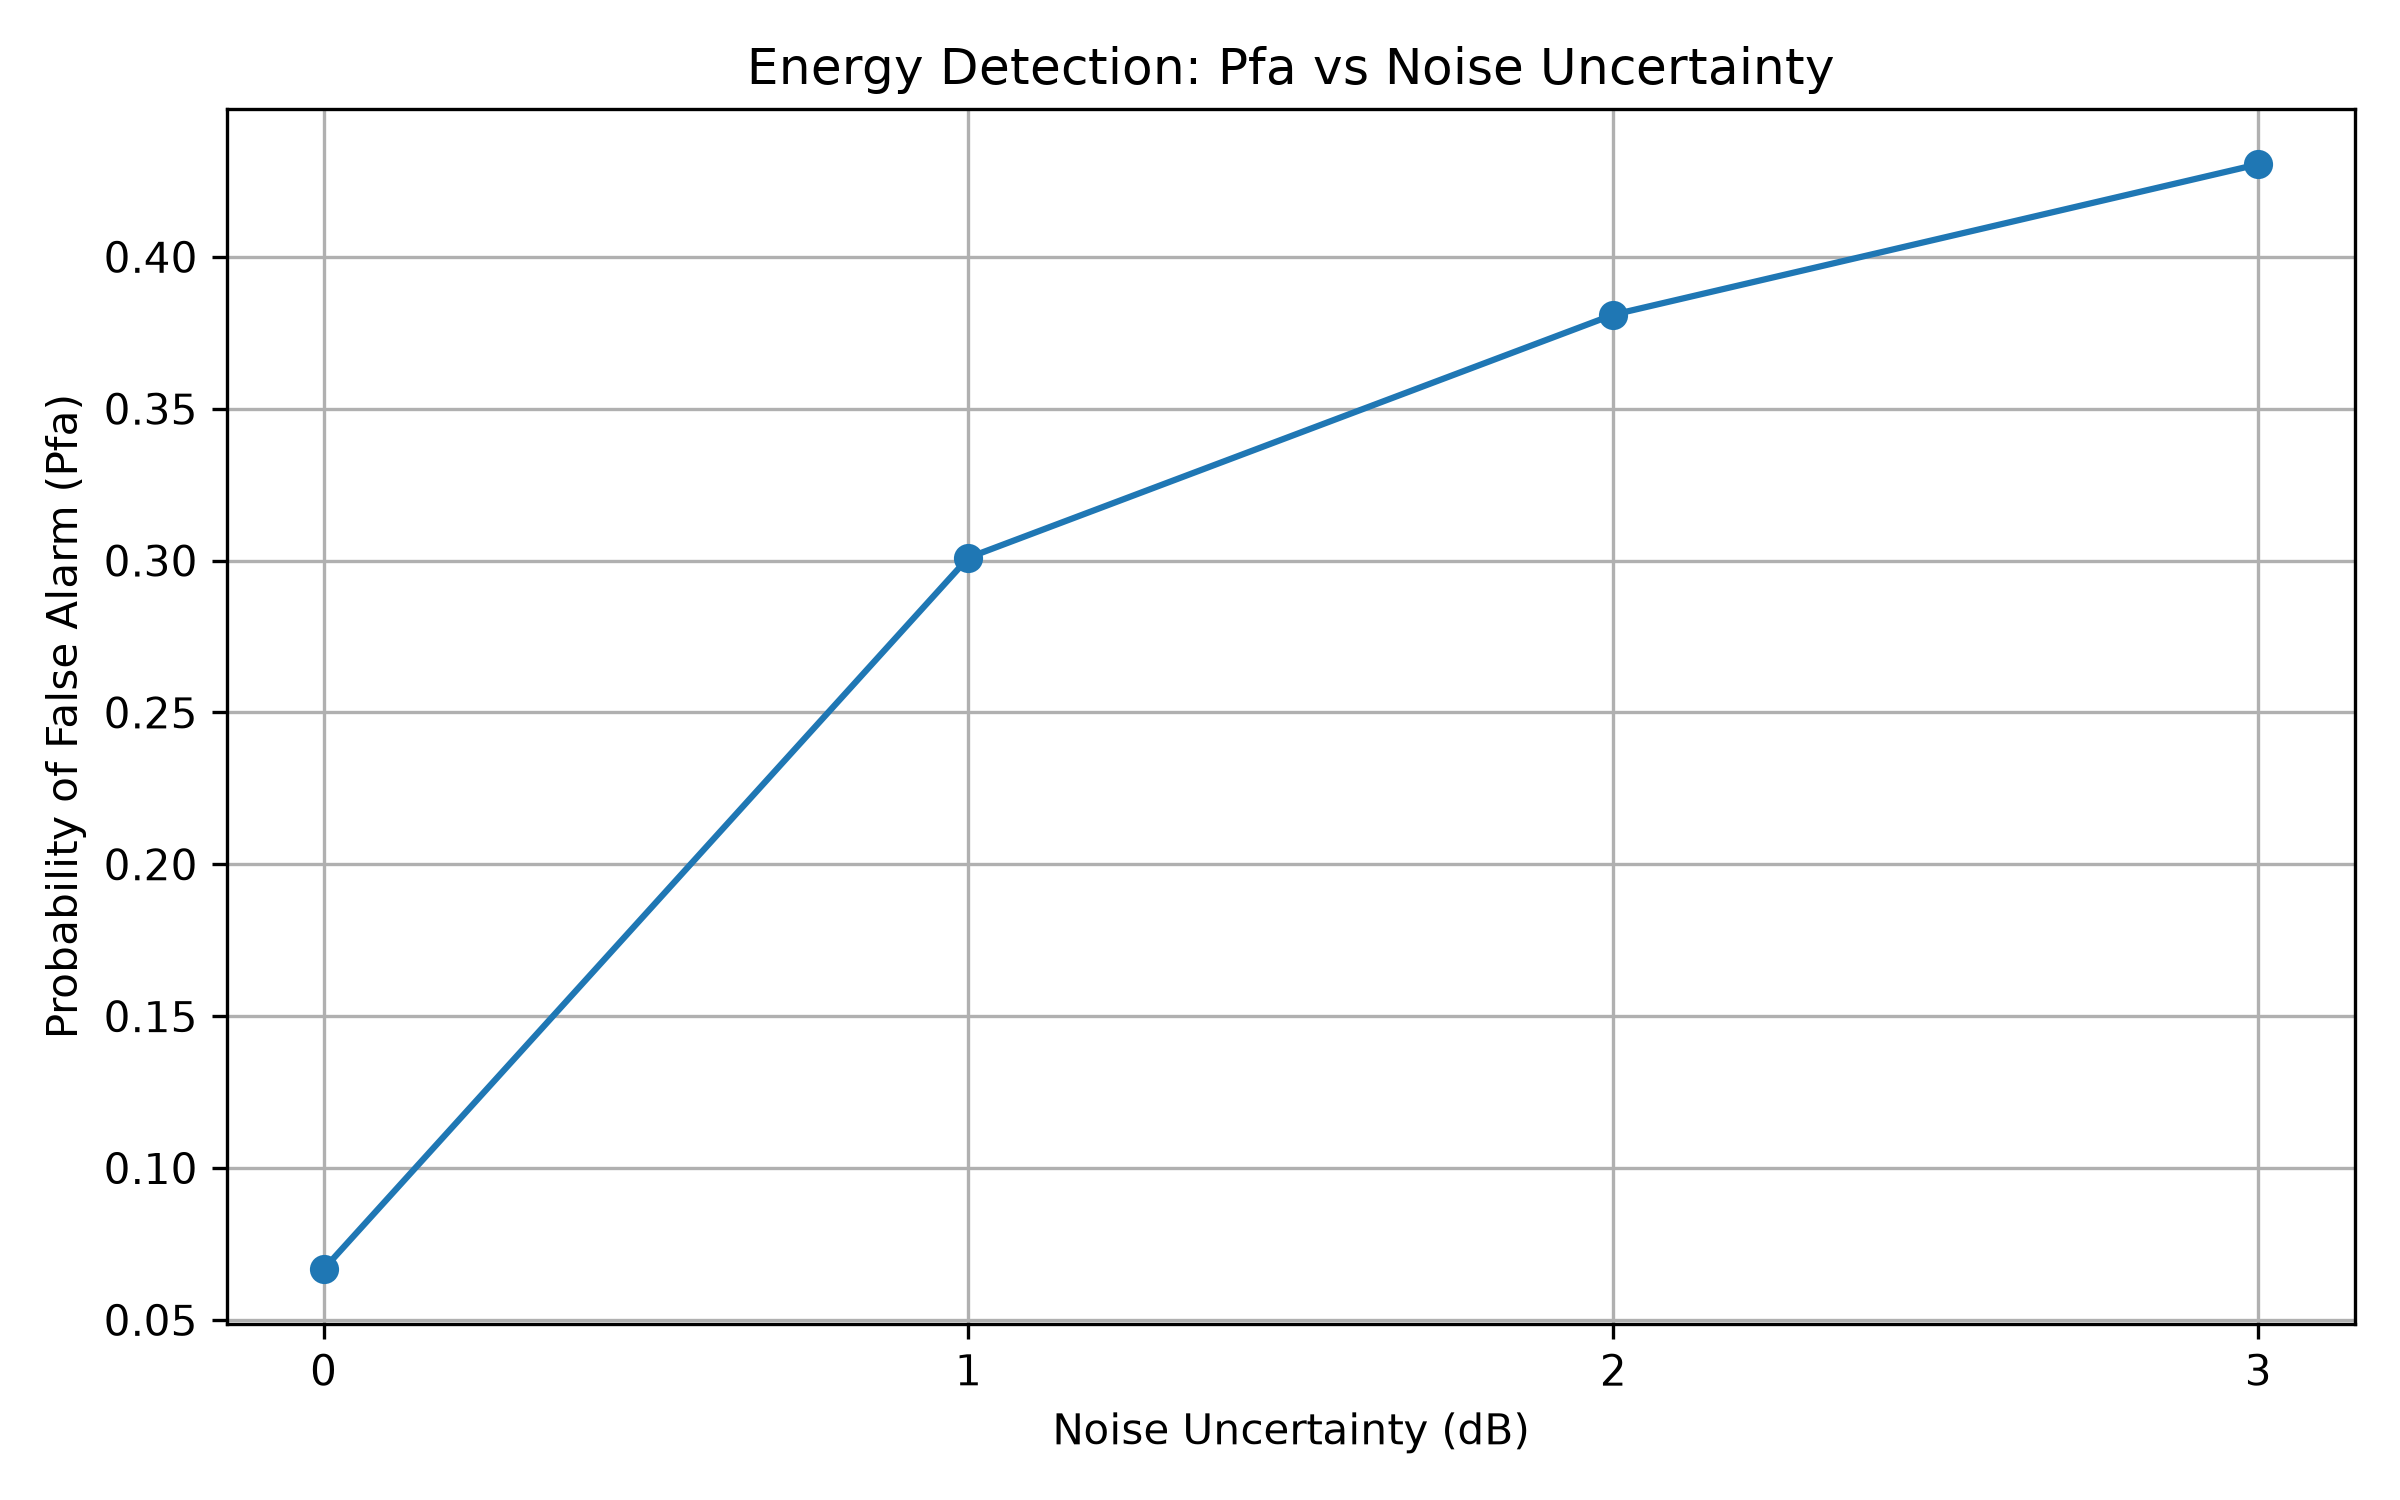 Energy Detection: Pfa vs Noise Uncertainty
Probability of False Alarm (Pfa)
0.40
0.35
0.30
0.25
0.20
0.15
0.10
0.05
0 1 2 3
Noise Uncertainty (dB)